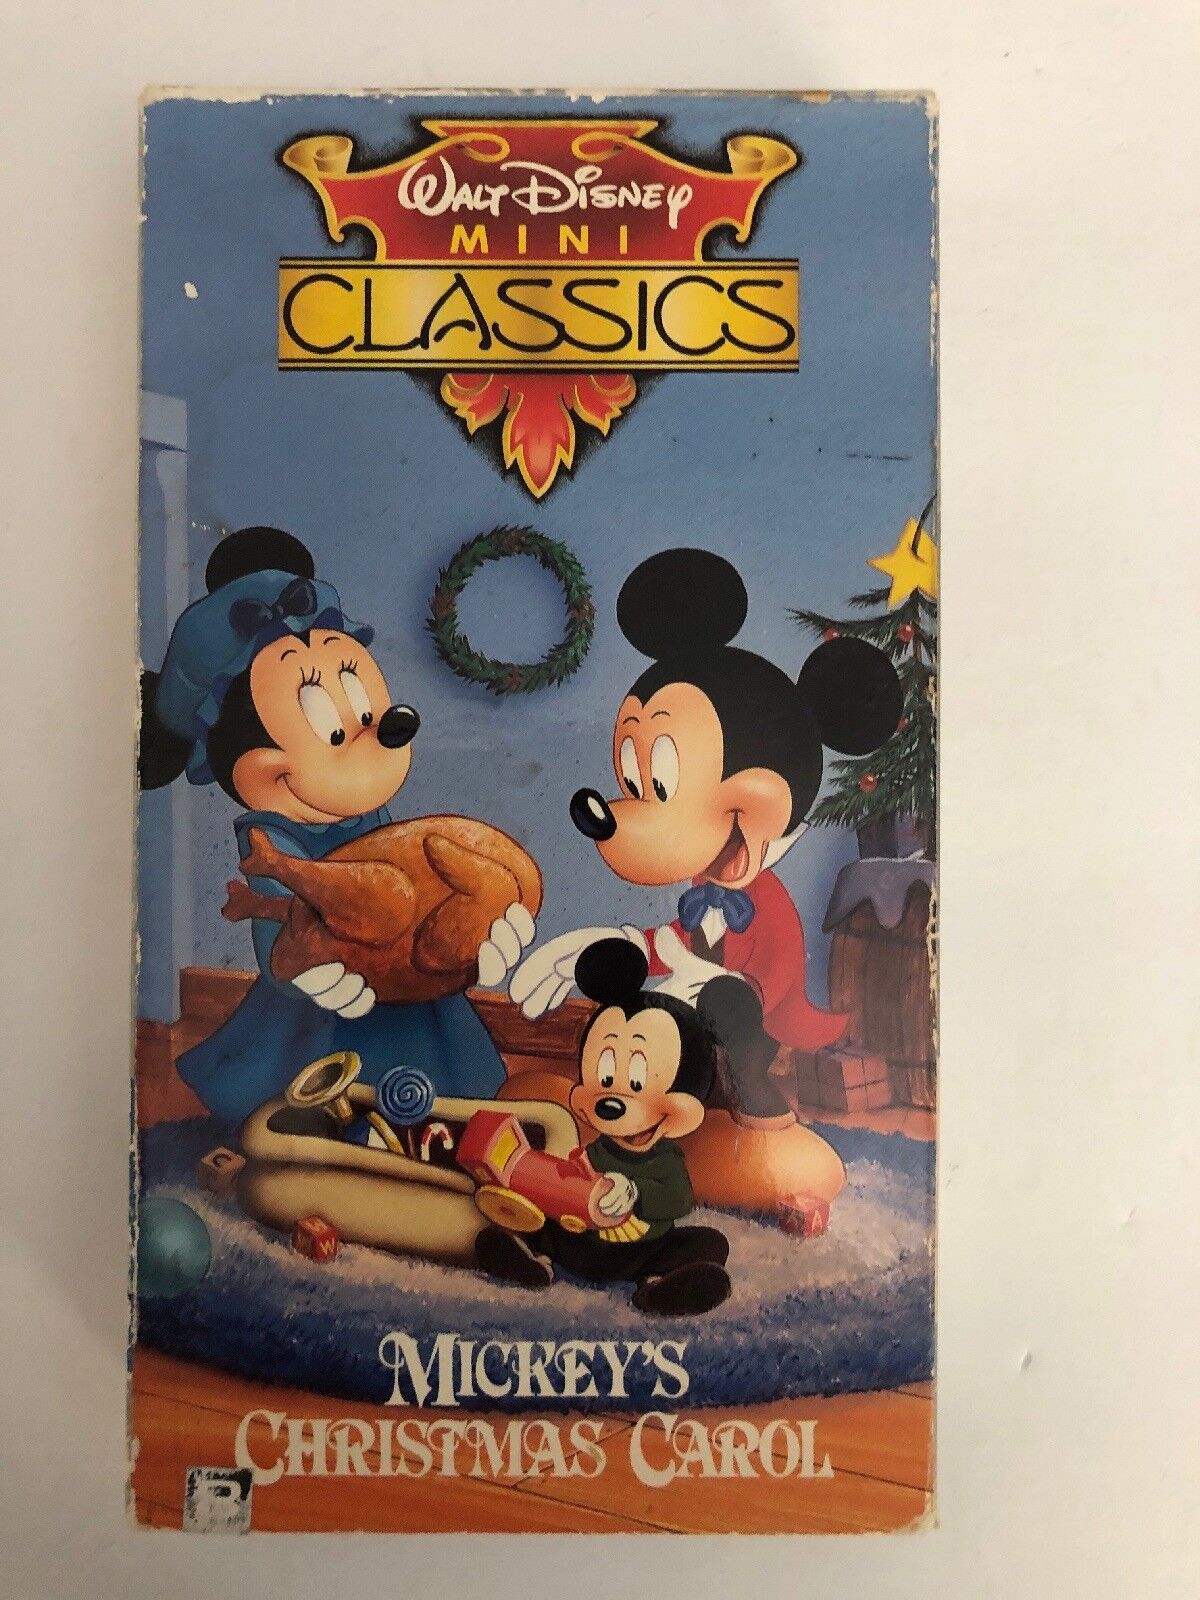 WALT DISNEY
MINI
CLASSICS
C
W
W
A
MICKEY'S
CHRISTMAS CAROL
B